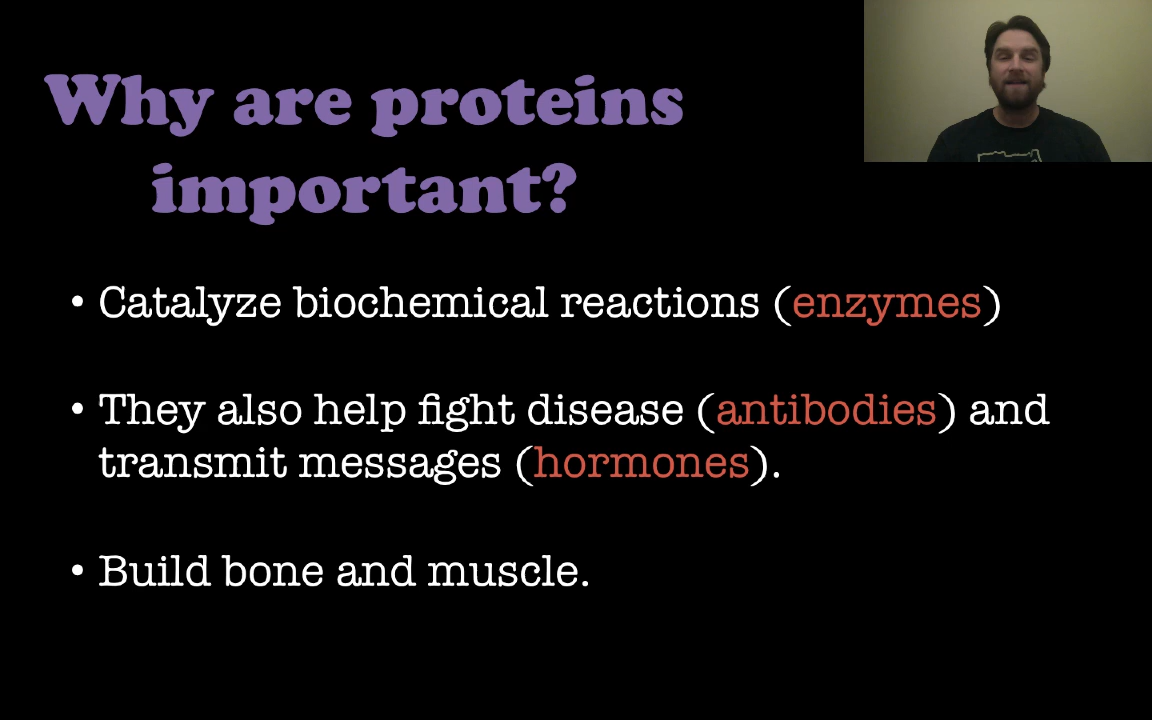 Why are proteins
important?
• Catalyze biochemical reactions (enzymes)
• They also help fight disease (antibodies) and
transmit messages (hormones).
• Build bone and muscle.